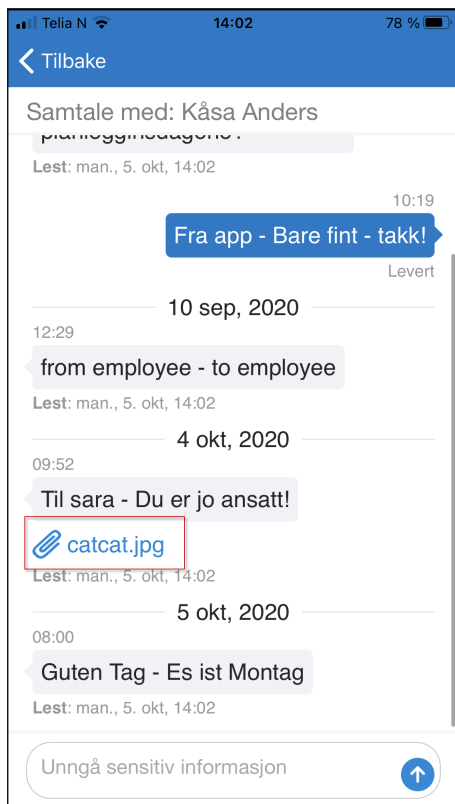 Telia N 14:02 78 %
Tilbake
Samtale med: Kåsa Anders
Lest: man., 5. okt, 14:02
10:19
Fra app - Bare fint - takk!
Levert
10 sep, 2020
12:29
from employee - to employee
Lest: man., 5. okt, 14:02
4 okt, 2020
09:52
Til sara - Du er jo ansatt!
catcat.jpg
Lest: man., 5. okt, 14:02
5 okt, 2020
08:00
Guten Tag - Es ist Montag
Lest: man., 5. okt, 14:02
Unngå sensitiv informasjon